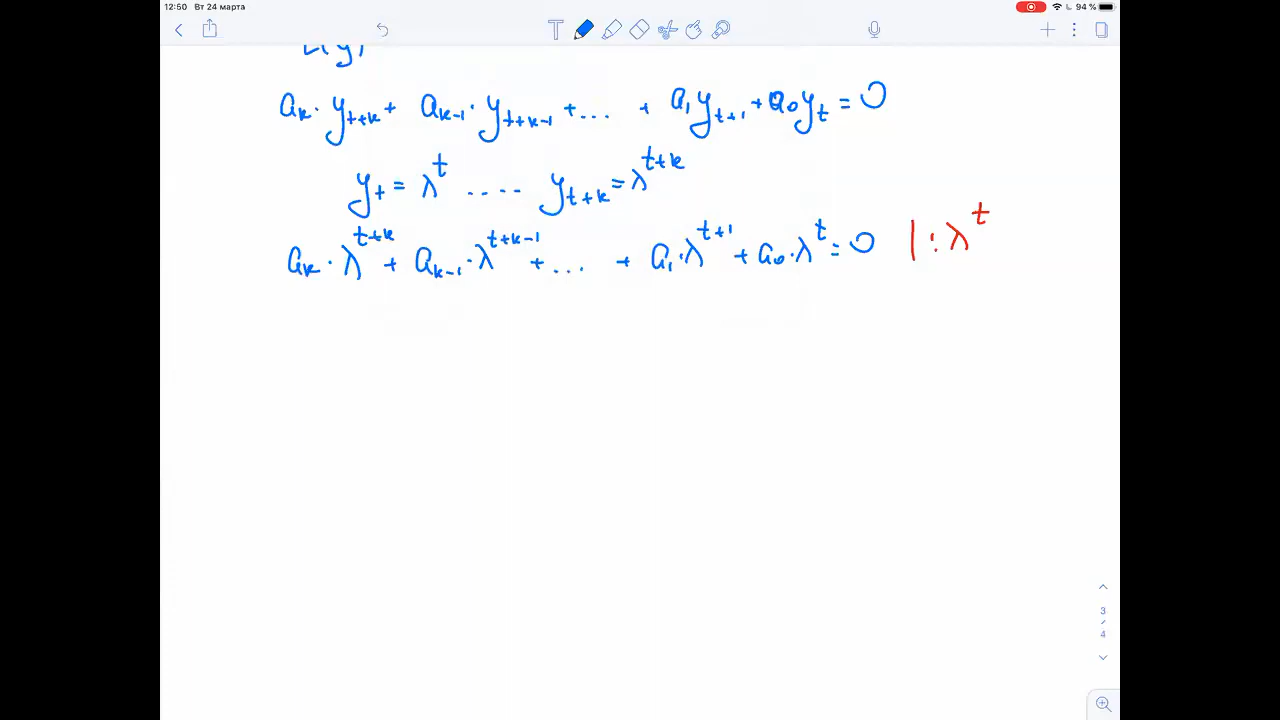 12:50 Вт 24 марта 94 %
L(y)
aₖ · yₜ₊ₖ + aₖ₋₁ · yₜ₊ₖ₋₁ + ... + a₁yₜ₊₁ + a₀yₜ = 0
yₜ = λᵗ .... yₜ₊ₖ = λᵗ⁺ᵏ
aₖ · λᵗ⁺ᵏ + aₖ₋₁ · λᵗ⁺ᵏ⁻¹ + ... + a₁ · λᵗ⁺¹ + a₀ · λᵗ = 0 | : λᵗ
3
4